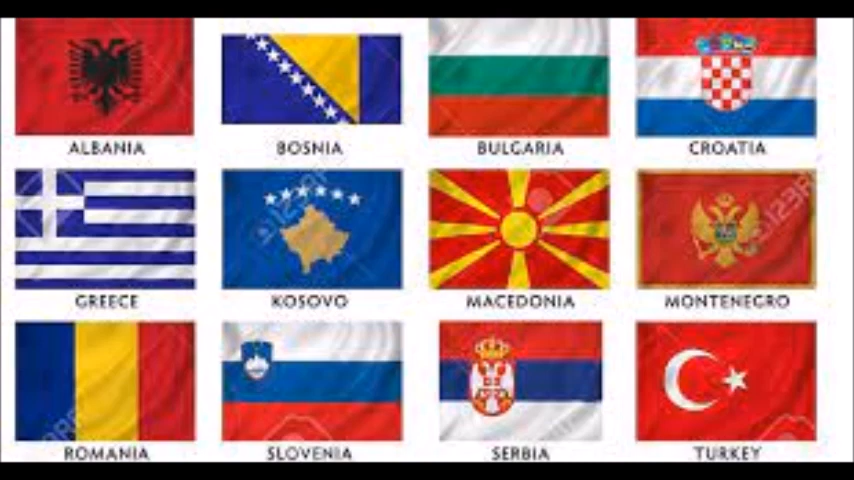 ALBANIA
BOSNIA
BULGARIA
CROATIA
GREECE
KOSOVO
MACEDONIA
MONTENEGRO
ROMANIA
SLOVENIA
SERBIA
TURKEY